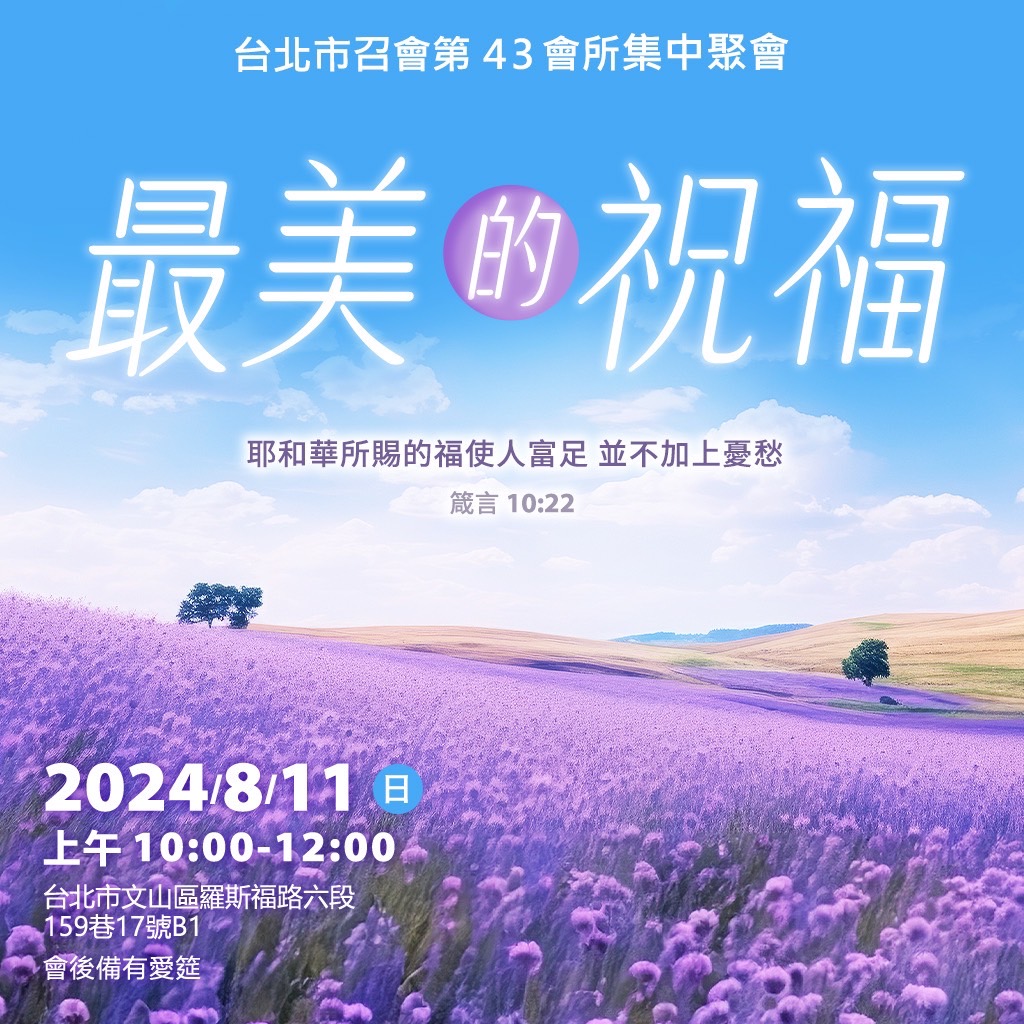 台北市召會第 43 會所集中聚會
最美的祝福
耶和華所賜的福使人富足 並不加上憂愁
箴言 10:22
2024/8/11 日
上午 10:00-12:00
台北市文山區羅斯福路六段
159巷17號B1
會後備有愛筵